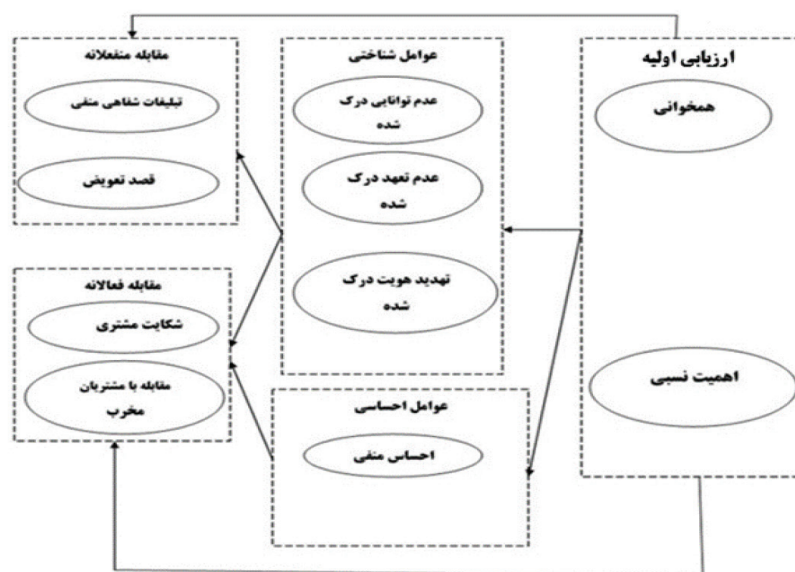 ارزیابی اولیه
همخوانی
اهمیت نسبی
عوامل شناختی
عدم توانایی درک
شده
عدم تعهد درک
شده
تهدید هویت درک
شده
عوامل احساسی
احساس منفی
مقابله منفعلانه
تبلیغات شفاهی منفی
قصد تعویض
مقابله فعالانه
شکایت مشتری
مقابله با مشتریان
مخرب